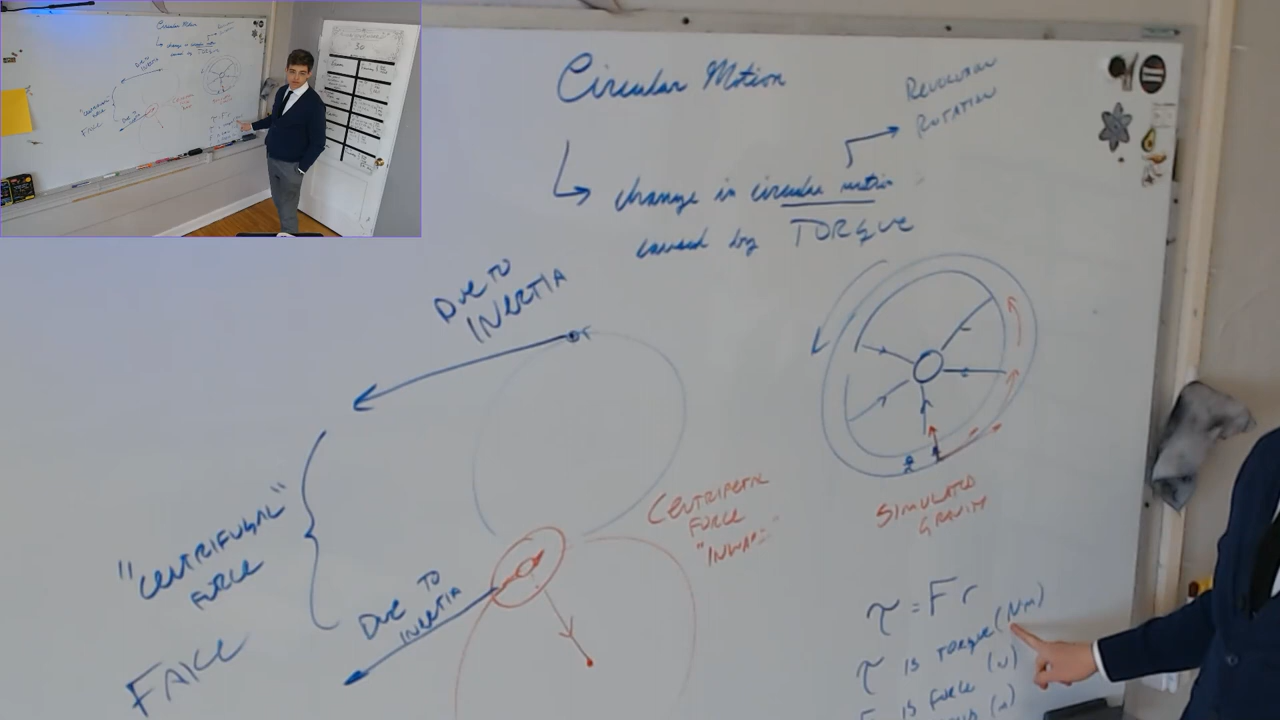 Circular Motion
REVOLUTION
ROTATION
change in circular motion
caused by TORQUE
DUE TO
INERTIA
"CENTRIFUGAL"
FORCE
FAKE
DUE TO
INERTIA
CENTRIPETAL
FORCE
SIMULATED
GRAVITY
τ = Fr
τ IS TORQUE (Nm)
F IS FORCE (N)